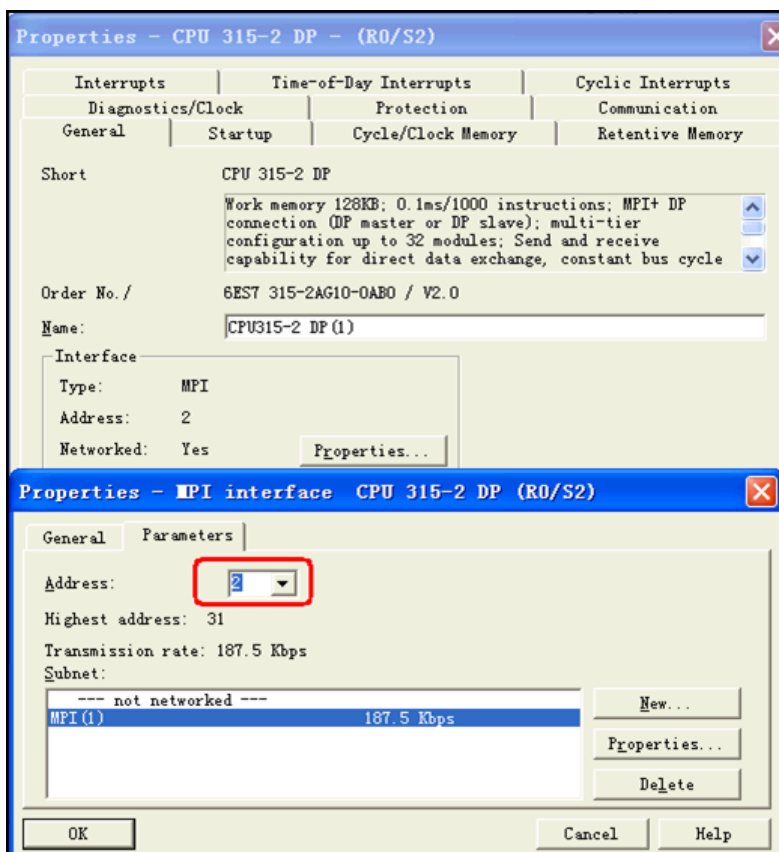 Properties - CPU 315-2 DP - (R0/S2)
Interrupts Time-of-Day Interrupts Cyclic Interrupts
Diagnostics/Clock Protection Communication
General Startup Cycle/Clock Memory Retentive Memory
Short CPU 315-2 DP
Work memory 128KB; 0.1ms/1000 instructions; MPI+ DP
connection (DP master or DP slave); multi-tier
configuration up to 32 modules; Send and receive
capability for direct data exchange, constant bus cycle
Order No./ 6ES7 315-2AG10-0AB0 / V2.0
Name: CPU315-2 DP(1)
Interface
Type: MPI
Address: 2
Networked: Yes Properties...
Properties - MPI interface CPU 315-2 DP (R0/S2)
General Parameters
Address: 2
Highest address: 31
Transmission rate: 187.5 Kbps
Subnet:
--- not networked ---
New...
MPI(1) 187.5 Kbps
Properties...
Delete
OK Cancel Help